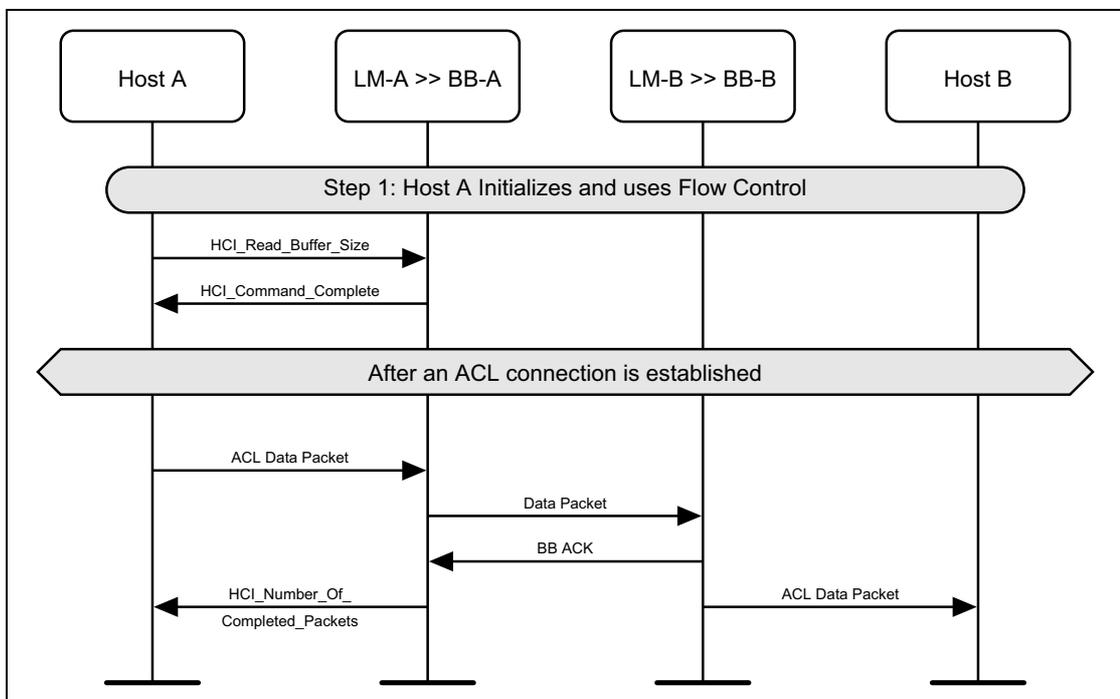 Host A
LM-A >> BB-A
LM-B >> BB-B
Host B
Step 1: Host A Initializes and uses Flow Control
HCI_Read_Buffer_Size
HCI_Command_Complete
After an ACL connection is established
ACL Data Packet
Data Packet
BB ACK
HCI_Number_Of_
Completed_Packets
ACL Data Packet